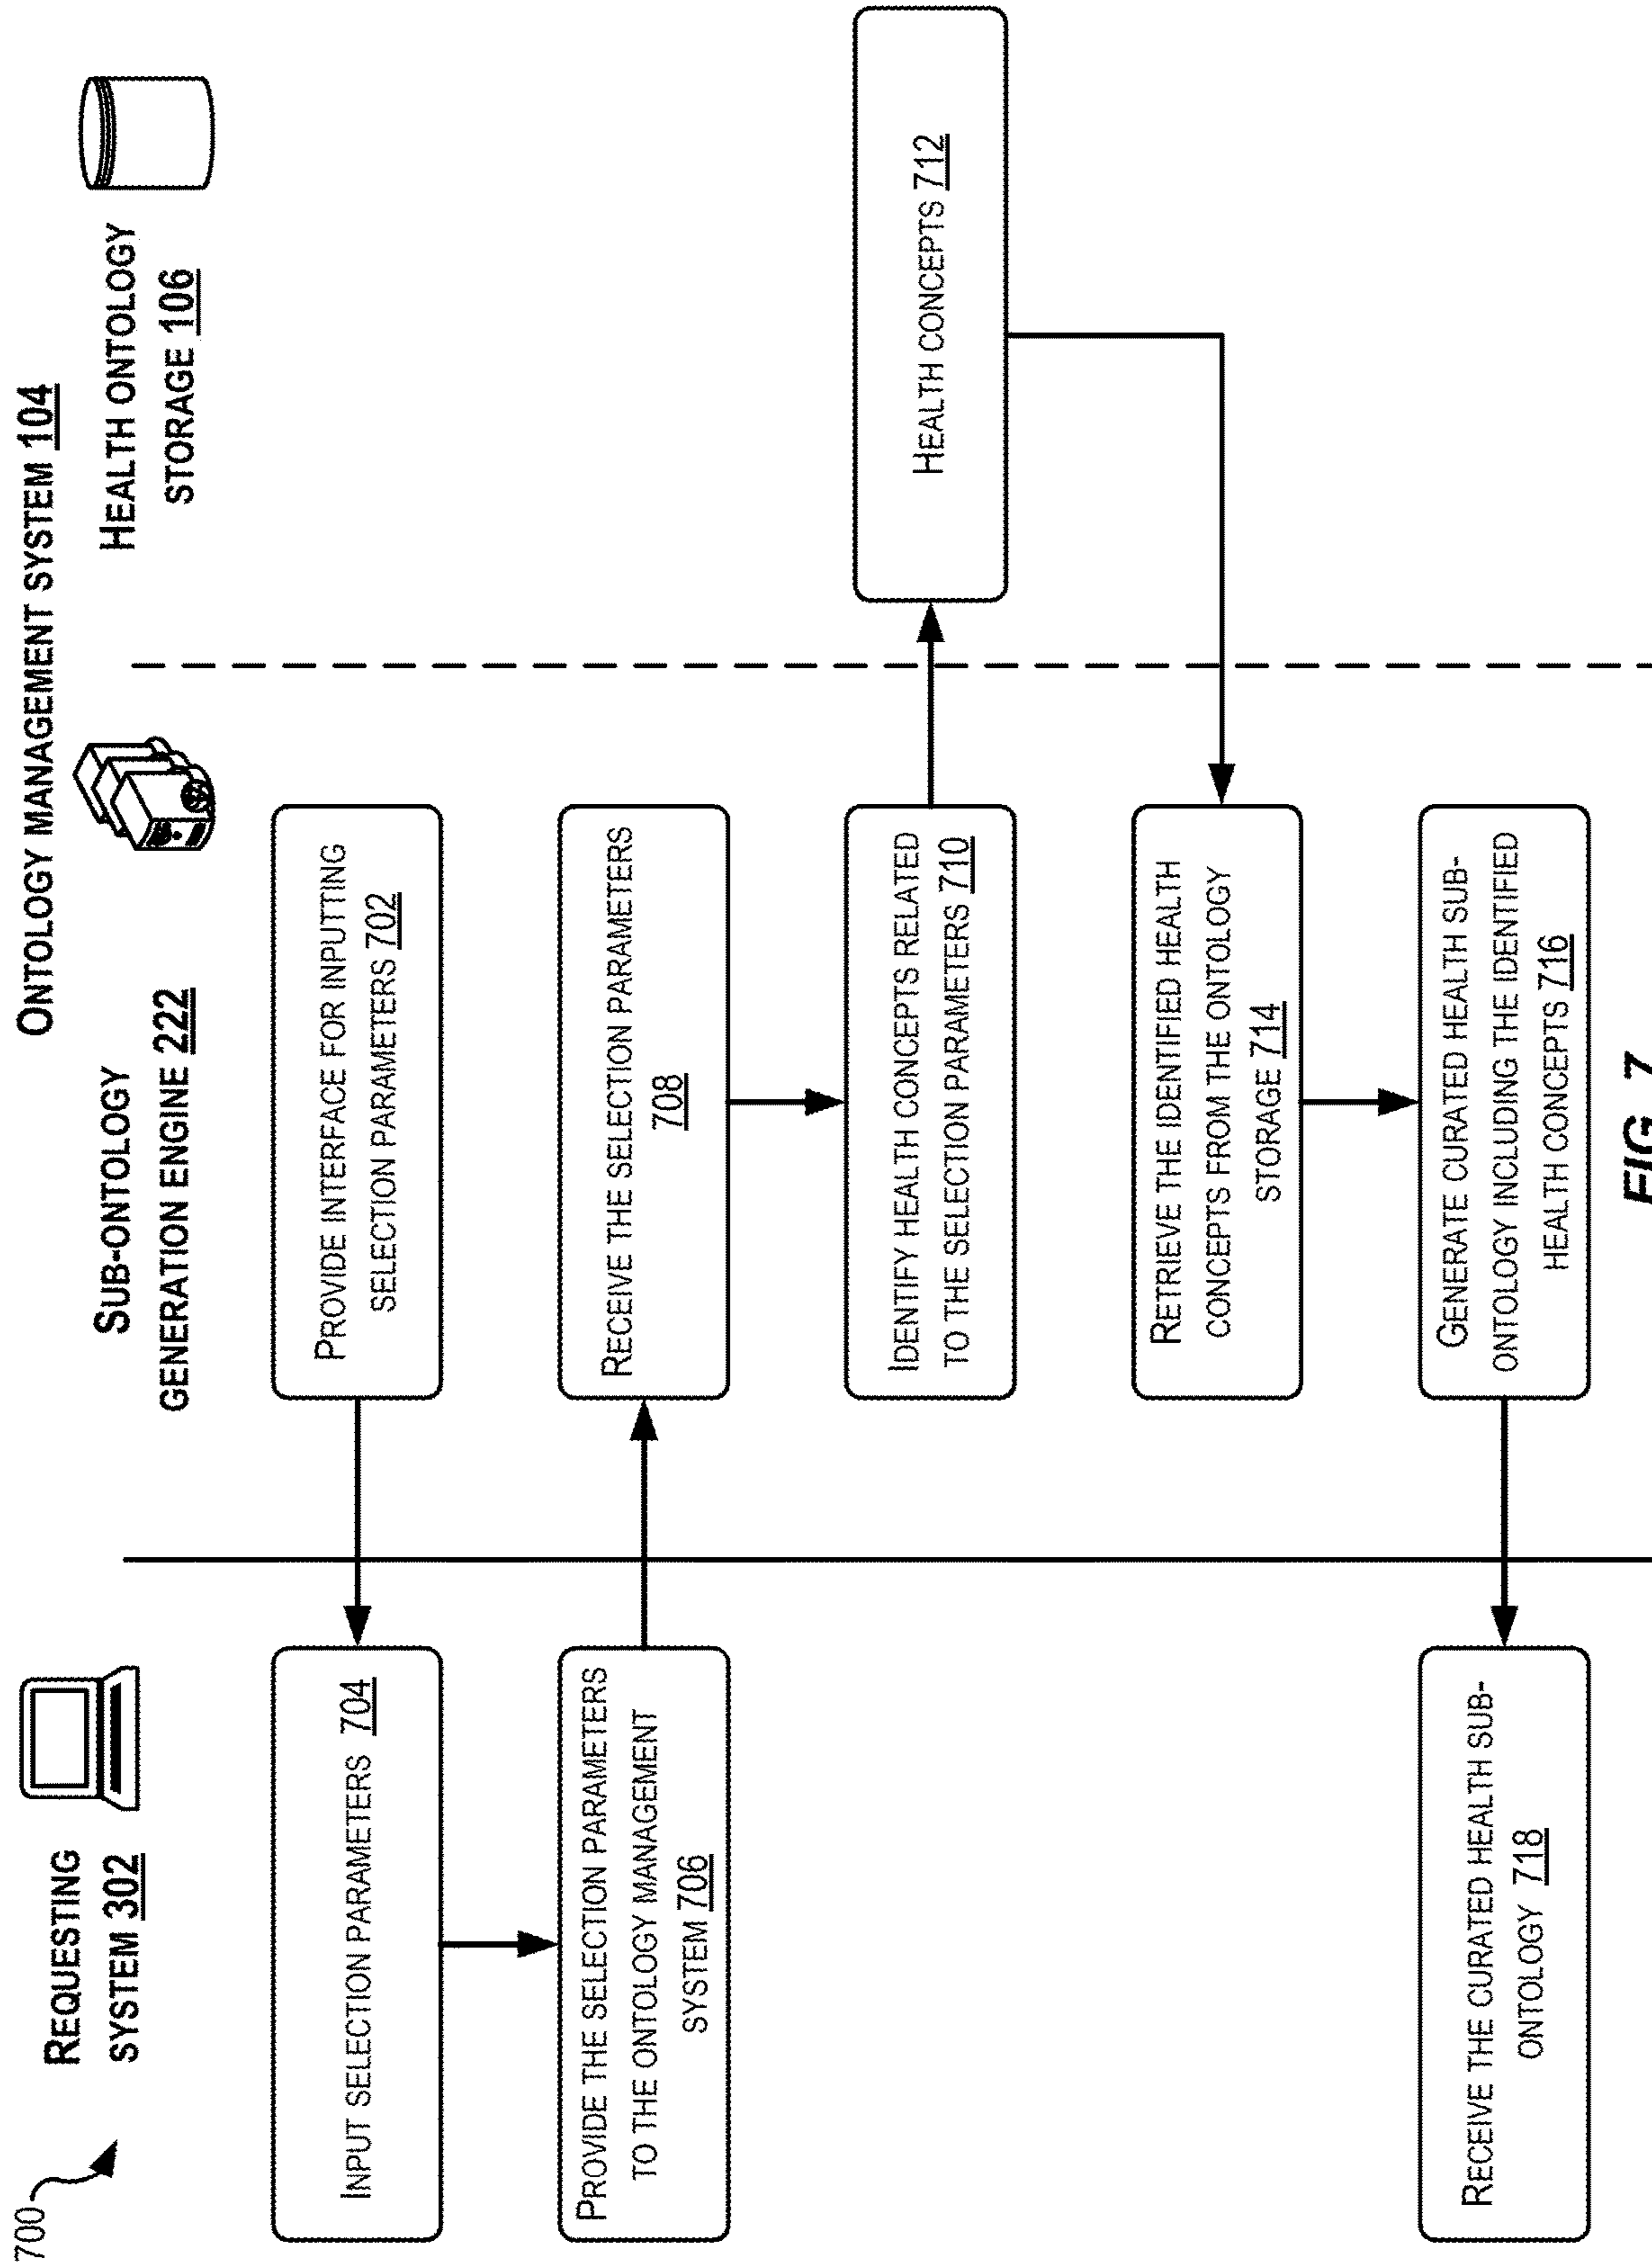 700
REQUESTING
SYSTEM 302
ONTOLOGY MANAGEMENT SYSTEM 104
SUB-ONTOLOGY
GENERATION ENGINE 222
HEALTH ONTOLOGY
STORAGE 106
PROVIDE INTERFACE FOR INPUTTING
SELECTION PARAMETERS 702
INPUT SELECTION PARAMETERS 704
PROVIDE THE SELECTION PARAMETERS
TO THE ONTOLOGY MANAGEMENT
SYSTEM 706
RECEIVE THE SELECTION PARAMETERS
708
IDENTIFY HEALTH CONCEPTS RELATED
TO THE SELECTION PARAMETERS 710
HEALTH CONCEPTS 712
RETRIEVE THE IDENTIFIED HEALTH
CONCEPTS FROM THE ONTOLOGY
STORAGE 714
GENERATE CURATED HEALTH SUB-
ONTOLOGY INCLUDING THE IDENTIFIED
HEALTH CONCEPTS 716
RECEIVE THE CURATED HEALTH SUB-
ONTOLOGY 718
FIG. 7